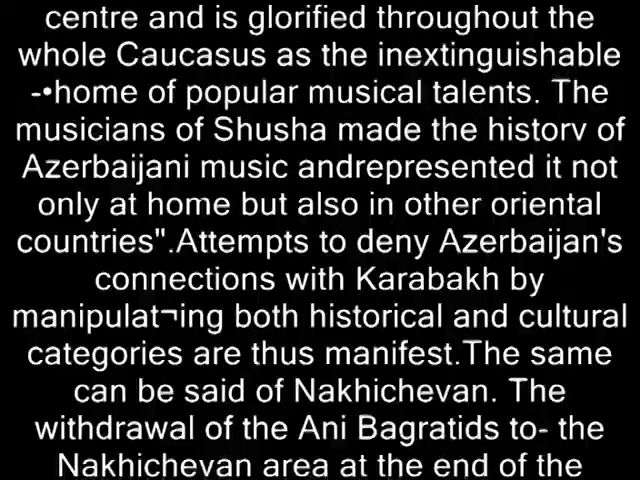 centre and is glorified throughout the
whole Caucasus as the inextinguishable
-•home of popular musical talents. The
musicians of Shusha made the historv of
Azerbaijani music andrepresented it not
only at home but also in other oriental
countries".Attempts to deny Azerbaijan's
connections with Karabakh by
manipulat¬ing both historical and cultural
categories are thus manifest.The same
can be said of Nakhichevan. The
withdrawal of the Ani Bagratids to- the
Nakhichevan area at the end of the